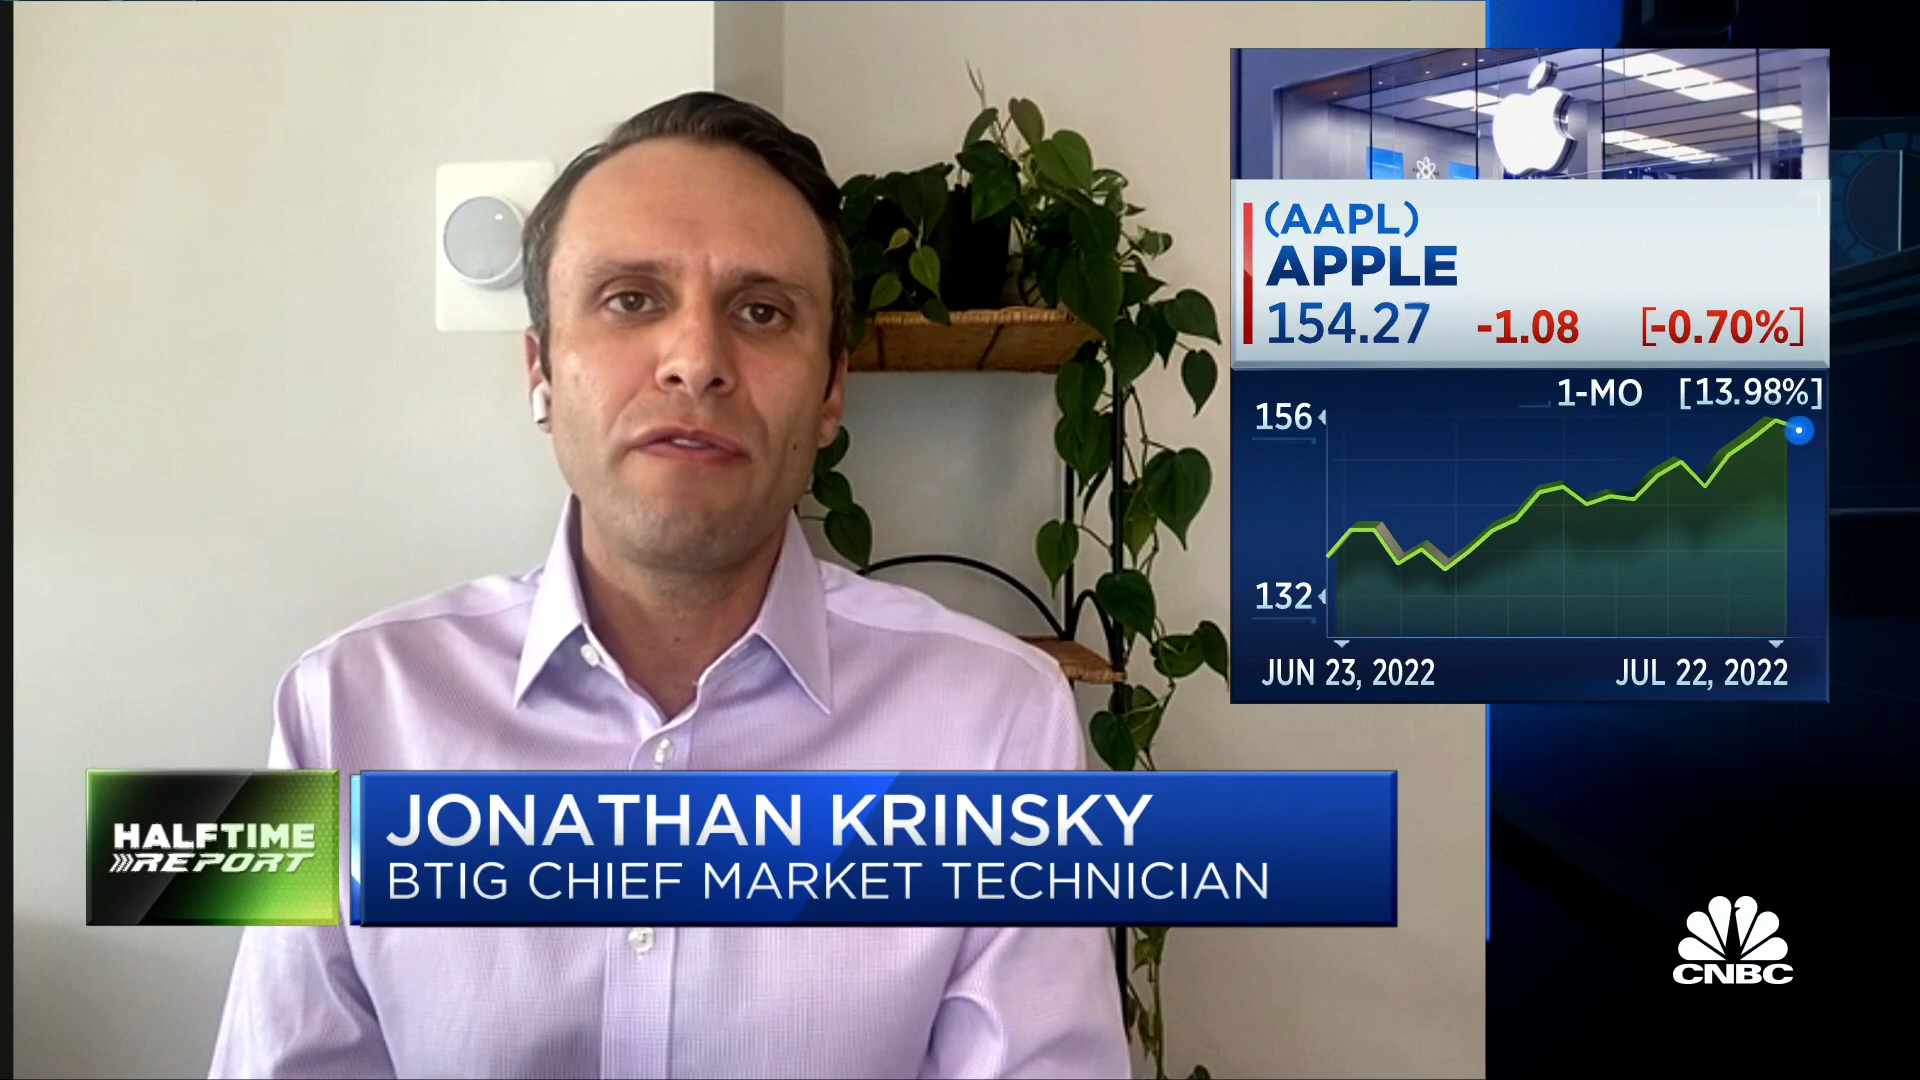 (AAPL)
APPLE
154.27 -1.08 [-0.70%]
1-MO [13.98%]
156
132
JUN 23, 2022 JUL 22, 2022
HALFTIME
REPORT
JONATHAN KRINSKY
BTIG CHIEF MARKET TECHNICIAN
CNBC